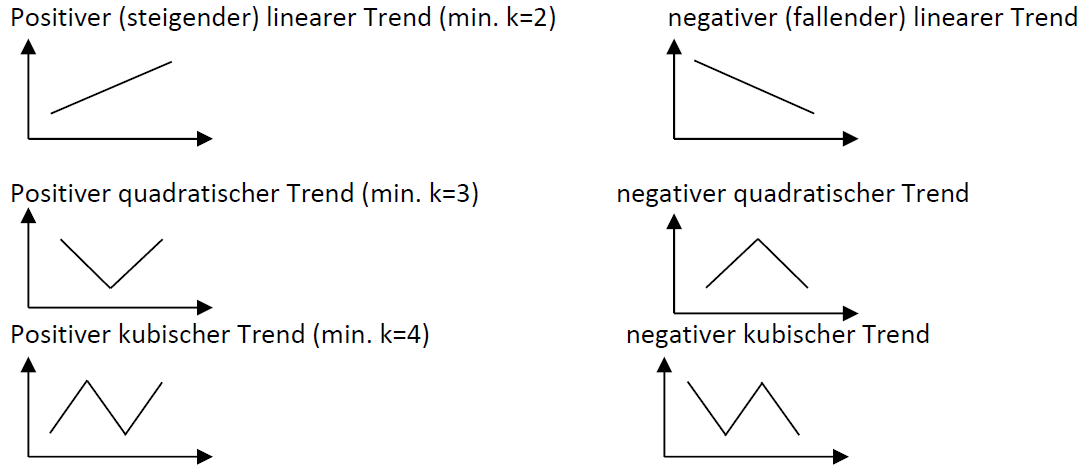 Positiver (steigender) linearer Trend (min. k=2)
negativer (fallender) linearer Trend
Positiver quadratischer Trend (min. k=3)
negativer quadratischer Trend
Positiver kubischer Trend (min. k=4)
negativer kubischer Trend